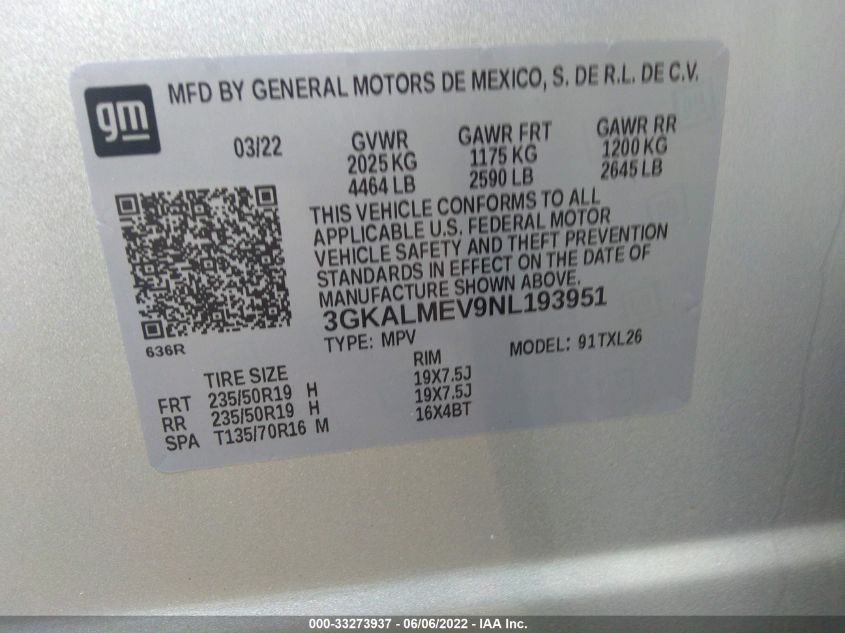 gm
MFD BY GENERAL MOTORS DE MEXICO, S. DE R.L. DE C.V.
03/22 GVWR GAWR FRT GAWR RR
2025 KG 1175 KG 1200 KG
4464 LB 2590 LB 2645 LB
THIS VEHICLE CONFORMS TO ALL
APPLICABLE U.S. FEDERAL MOTOR
VEHICLE SAFETY AND THEFT PREVENTION
STANDARDS IN EFFECT ON THE DATE OF
MANUFACTURE SHOWN ABOVE.
3GKALMEV9NL193951
636R
TYPE: MPV MODEL: 91TXL26
TIRE SIZE RIM
FRT 235/50R19 H 19X7.5J
RR 235/50R19 H 19X7.5J
SPA T135/70R16 M 16X4BT
000-33273937 - 06/06/2022 - IAA Inc.